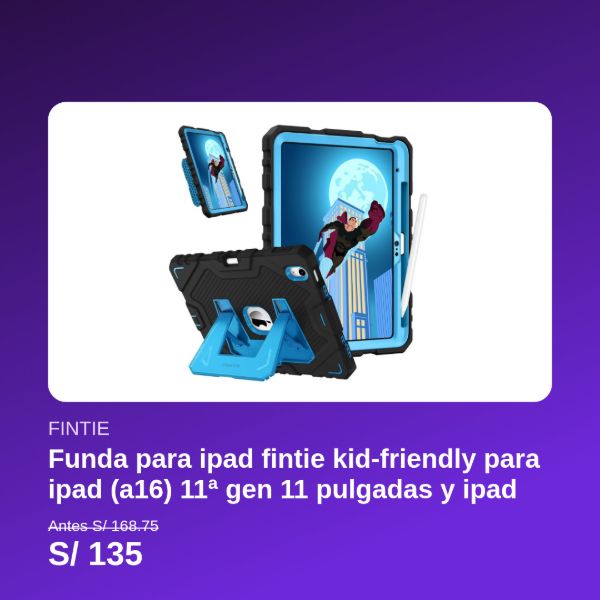 FINTIE
Funda para ipad fintie kid-friendly para
ipad (a16) 11ª gen 11 pulgadas y ipad
Antes S/ 168.75
S/ 135